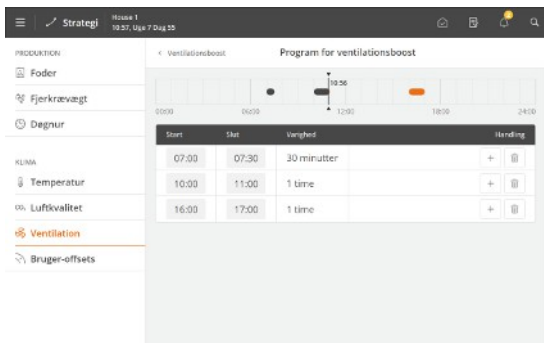 Strategi
House 1
10:57, Uge 7 Dag 55
PRODUKTION
Foder
Fjerkrævægt
Døgnur
KLIMA
Temperatur
CO₂ Luftkvalitet
Ventilation
Bruger-offsets
‹ Ventilationsboost
Program for ventilationsboost
10:56
00:00 06:00 12:00 18:00 24:00
Start Slut Varighed Handling
07:00 07:30 30 minutter +
10:00 11:00 1 time +
16:00 17:00 1 time +